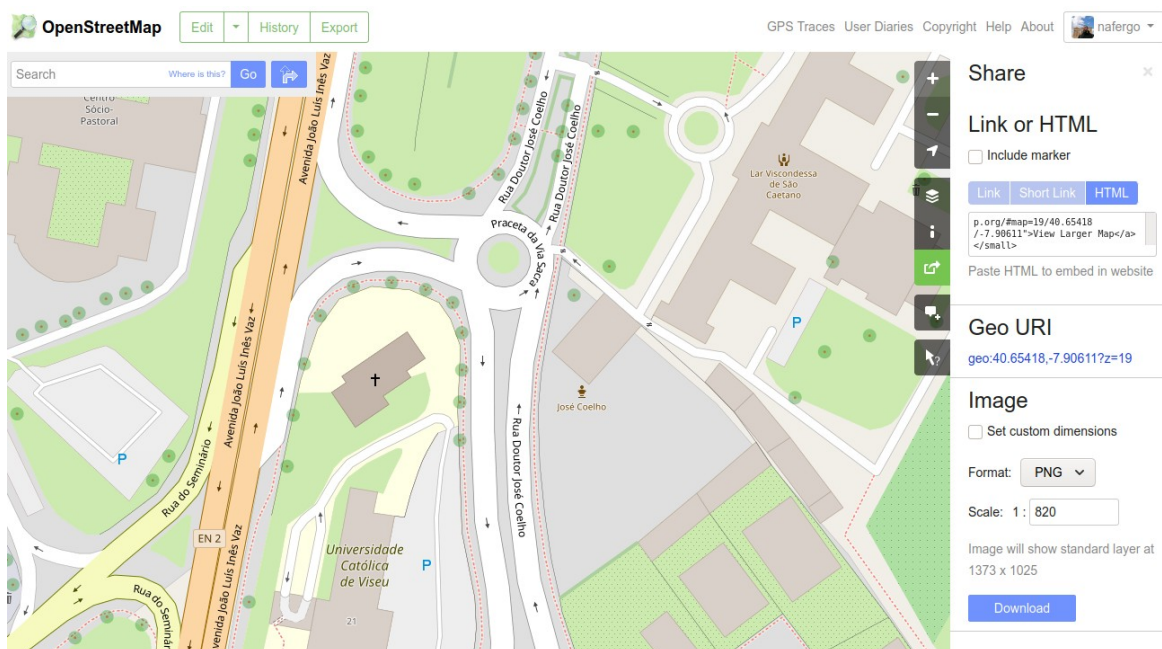 OpenStreetMap
Edit
History
Export
GPS Traces
User Diaries
Copyright
Help
About
nafergo
Search
Where is this?
Go
Centro
Sócio-
Pastoral
Avenida João Luís Inês Vaz
Rua Doutor José Coelho
Rua Doutor José Coelho
Lar Viscondessa
de São
Caetano
Praceta da Via Sacra
P
José Coelho
Avenida João Luís Inês Vaz
Rua Doutor José Coelho
P
Rua do Seminário
EN 2
Universidade
Católica
de Viseu
P
Avenida João Luís Inês Vaz
Rua do Seminár
21
Share
×
Link or HTML
Include marker
Link
Short Link
HTML
p.org/#map=19/40.65418
/-7.90611">View Larger Map</a>
</small>
Paste HTML to embed in website
Geo URI
geo:40.65418,-7.90611?z=19
Image
Set custom dimensions
Format:
PNG
Scale: 1 : 820
Image will show standard layer at
1373 x 1025
Download